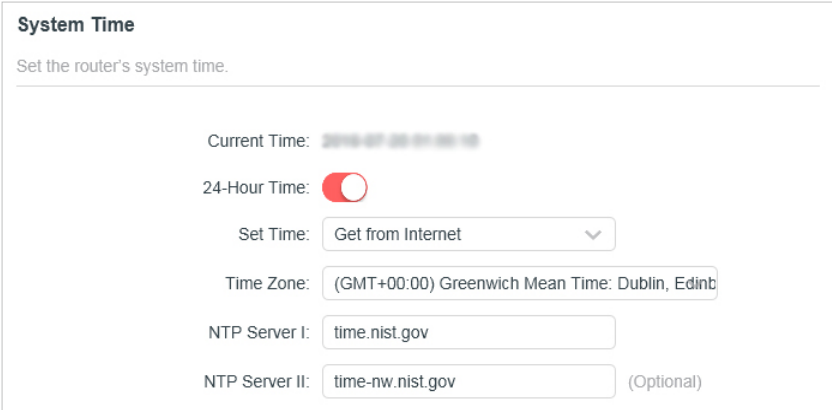 System Time
Set the router's system time.
Current Time:
24-Hour Time:
Set Time: Get from Internet
Time Zone: (GMT+00:00) Greenwich Mean Time: Dublin, Edinb
NTP Server I: time.nist.gov
NTP Server II: time-nw.nist.gov (Optional)